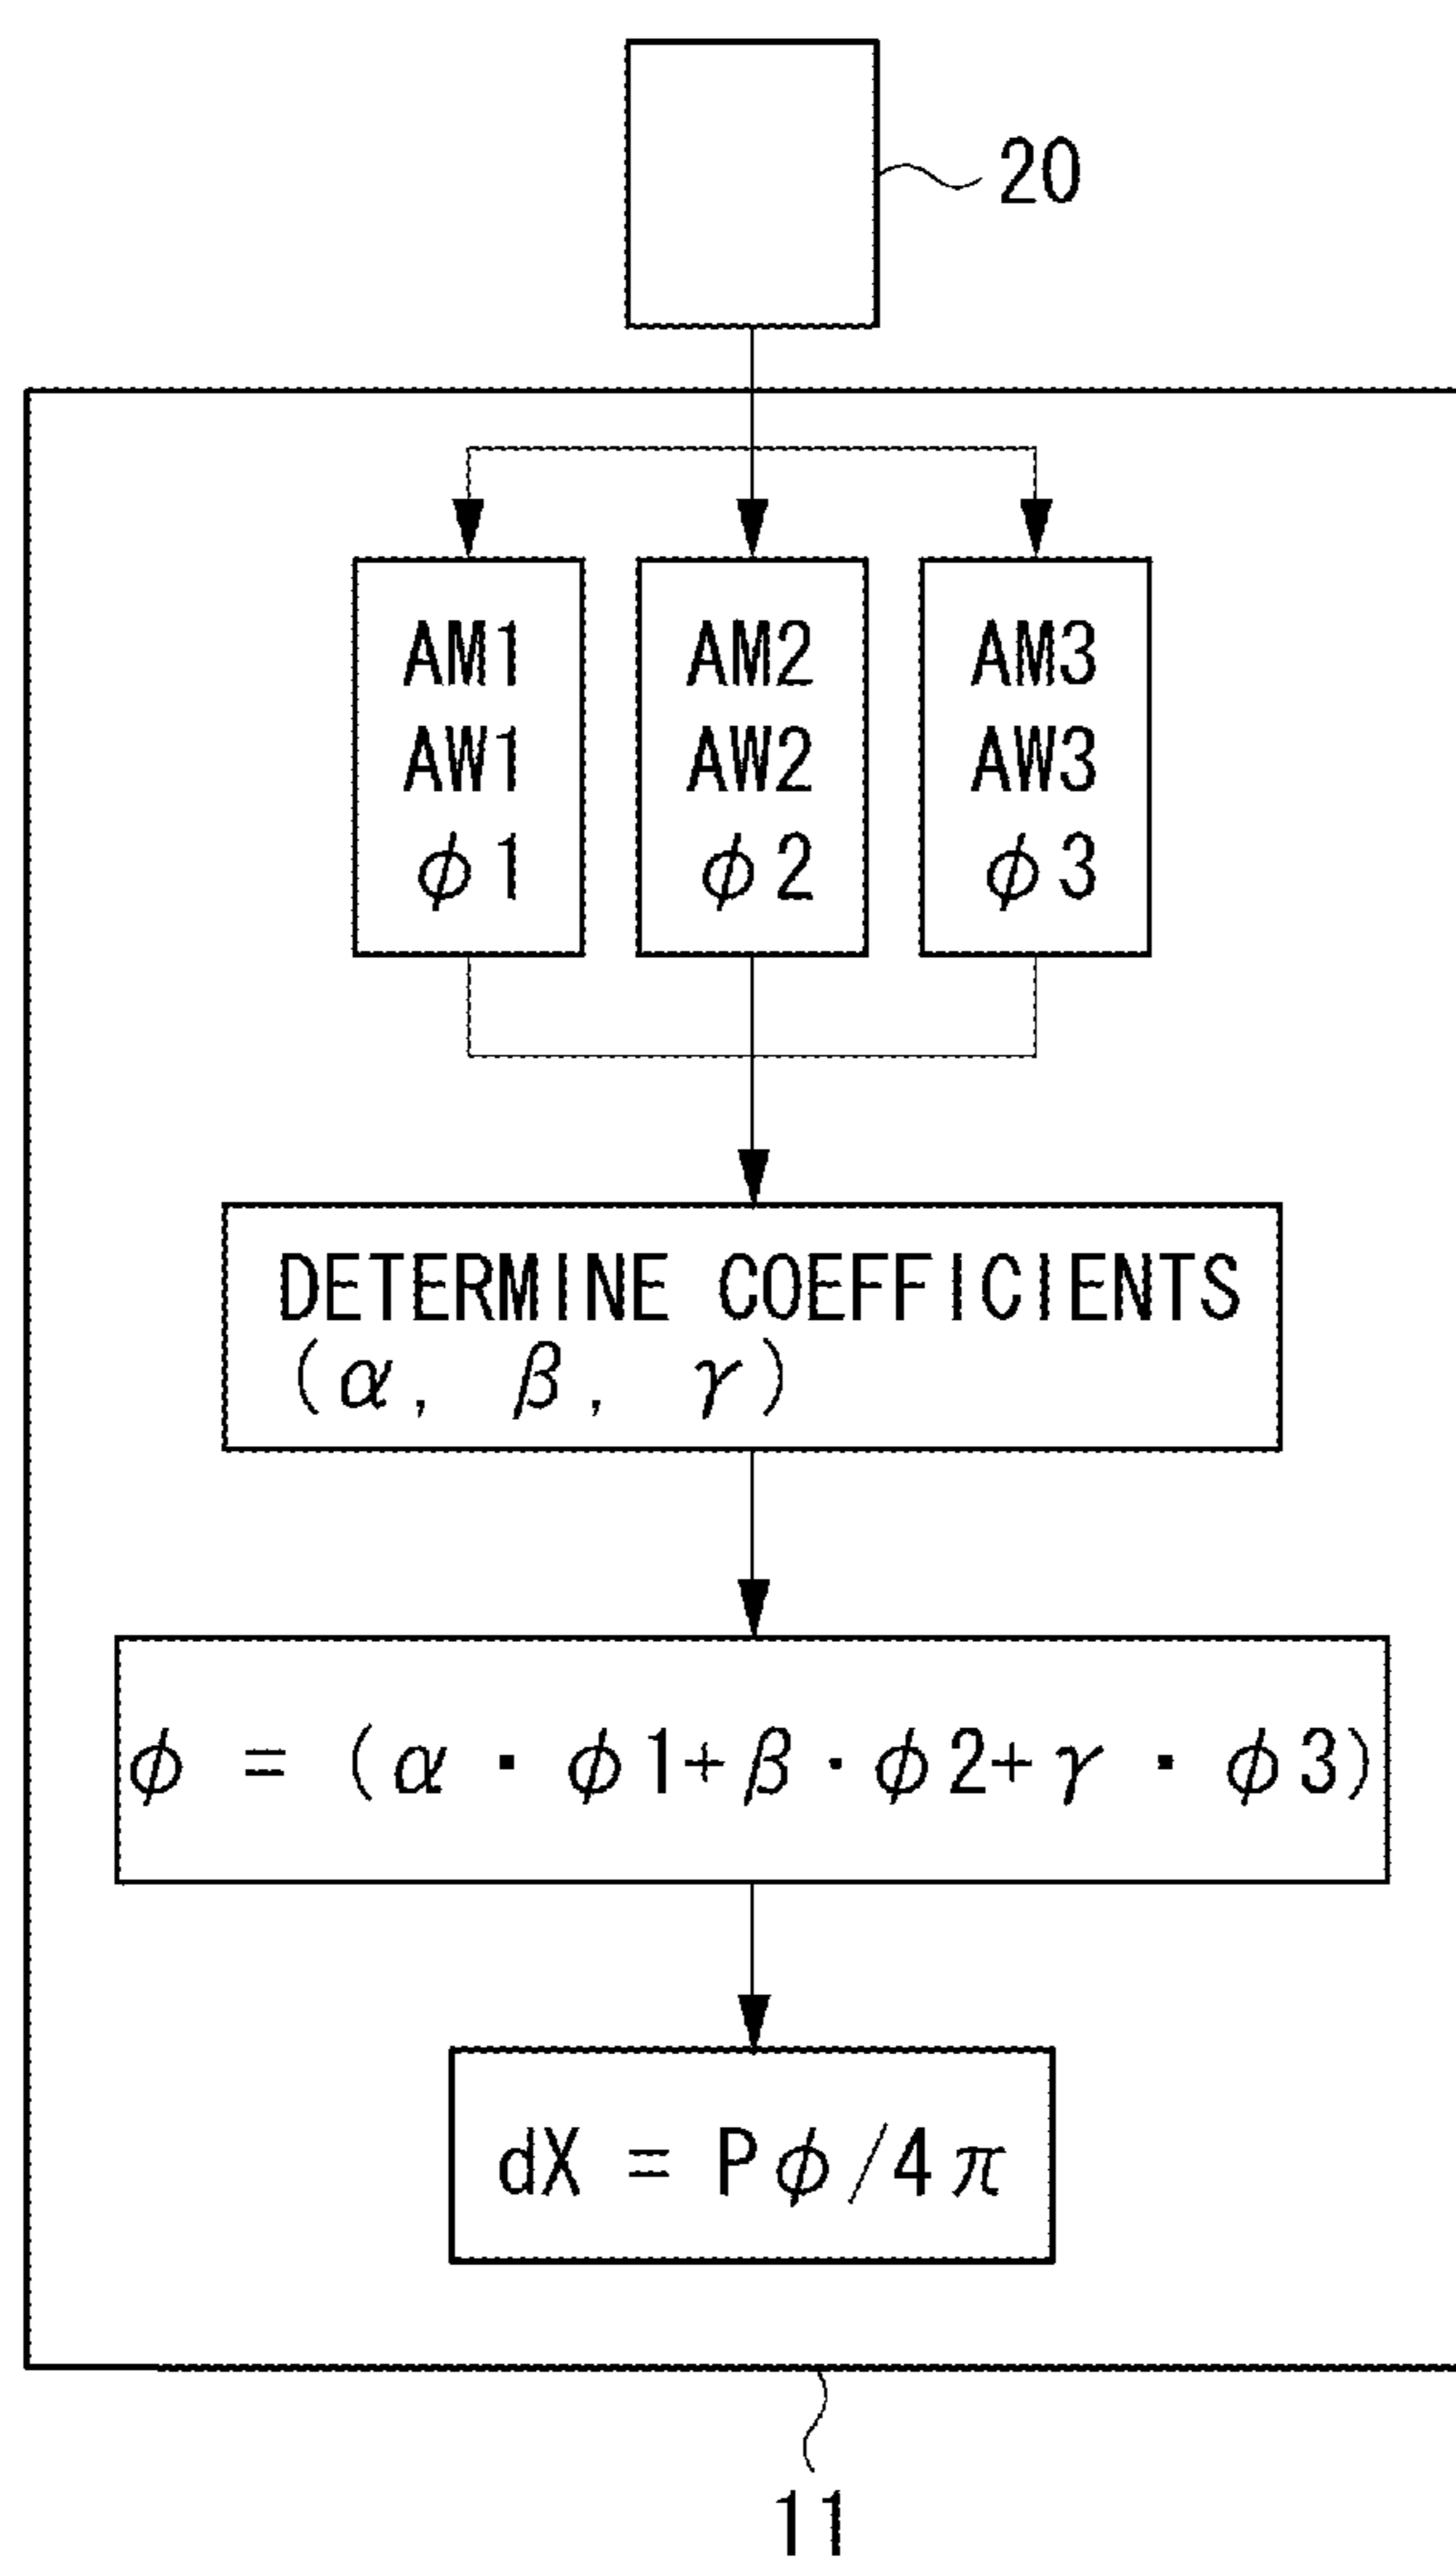 20
AM1 AM2 AM3
AW1 AW2 AW3
φ1 φ2 φ3
DETERMINE COEFFICIENTS
(α, β, γ)
φ = (α・φ1+β・φ2+γ・φ3)
dX = Pφ/4π
11